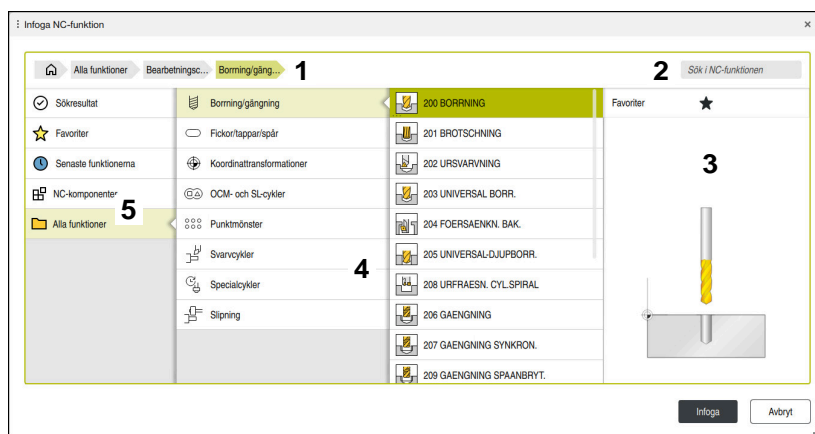 Infoga NC-funktion
×
Alla funktioner Bearbetningsc... Borrning/gäng... 1 2 Sök i NC-funktionen
Sökresultat
Favoriter
Senaste funktionerna
NC-komponenter
5
Alla funktioner
Borrning/gängning
Fickor/tappar/spår
Koordinattransformationer
OCM- och SL-cykler
Punktmönster
Svarvcykler
4
Specialcykler
Slipning
200 BORRNING
201 BROTSCHNING
202 URSVARVNING
203 UNIVERSAL BORR.
204 FOERSAENKN. BAK.
205 UNIVERSAL-DJUPBORR.
208 URFRAESN. CYL.SPIRAL
206 GAENGNING
207 GAENGNING SYNKRON.
209 GAENGNING SPAANBRYT.
Favoriter
3
Infoga Avbryt